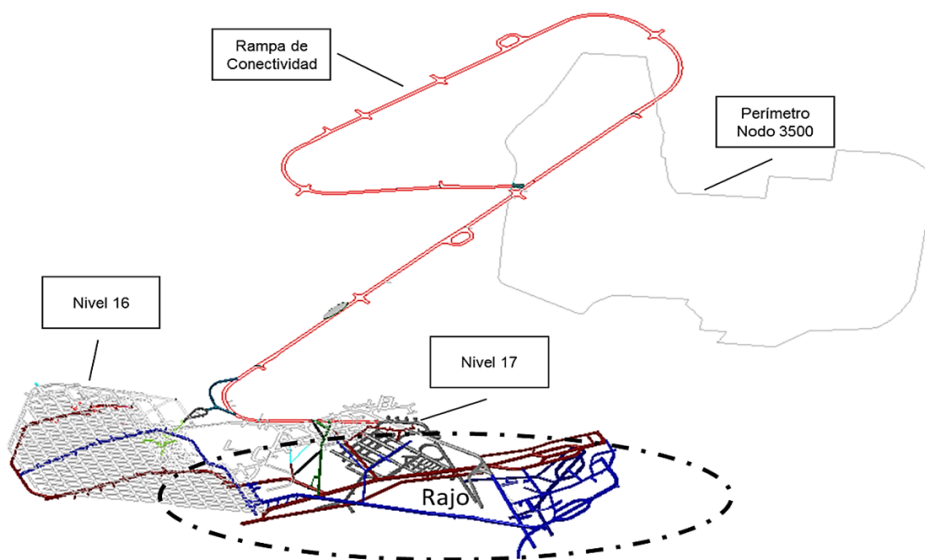 Rampa de
Conectividad
Perímetro
Nodo 3500
Nivel 16
Nivel 17
Rajo